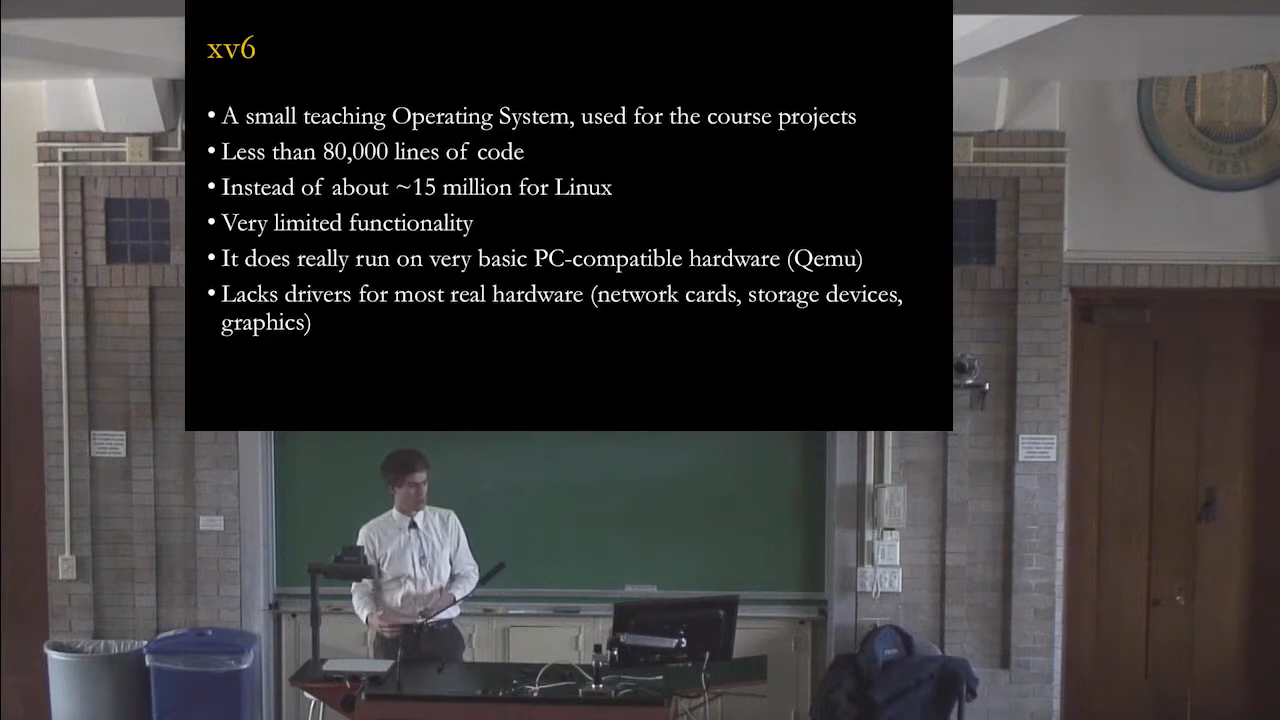 xv6
• A small teaching Operating System, used for the course projects
• Less than 80,000 lines of code
• Instead of about ~15 million for Linux
• Very limited functionality
• It does really run on very basic PC-compatible hardware (Qemu)
• Lacks drivers for most real hardware (network cards, storage devices,
graphics)